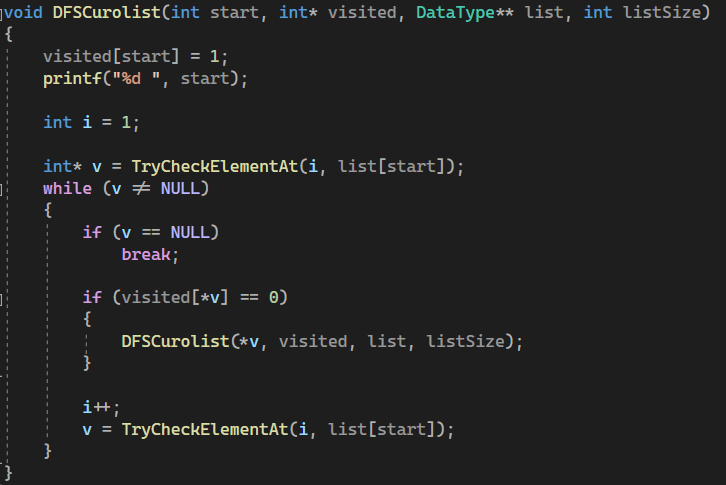 void DFSCurolist(int start, int* visited, DataType** list, int listSize)
{
    visited[start] = 1;
    printf("%d ", start);

    int i = 1;

    int* v = TryCheckElementAt(i, list[start]);
    while (v != NULL)
    {
        if (v == NULL)
            break;

        if (visited[*v] == 0)
        {
            DFSCurolist(*v, visited, list, listSize);
        }

        i++;
        v = TryCheckElementAt(i, list[start]);
    }
}